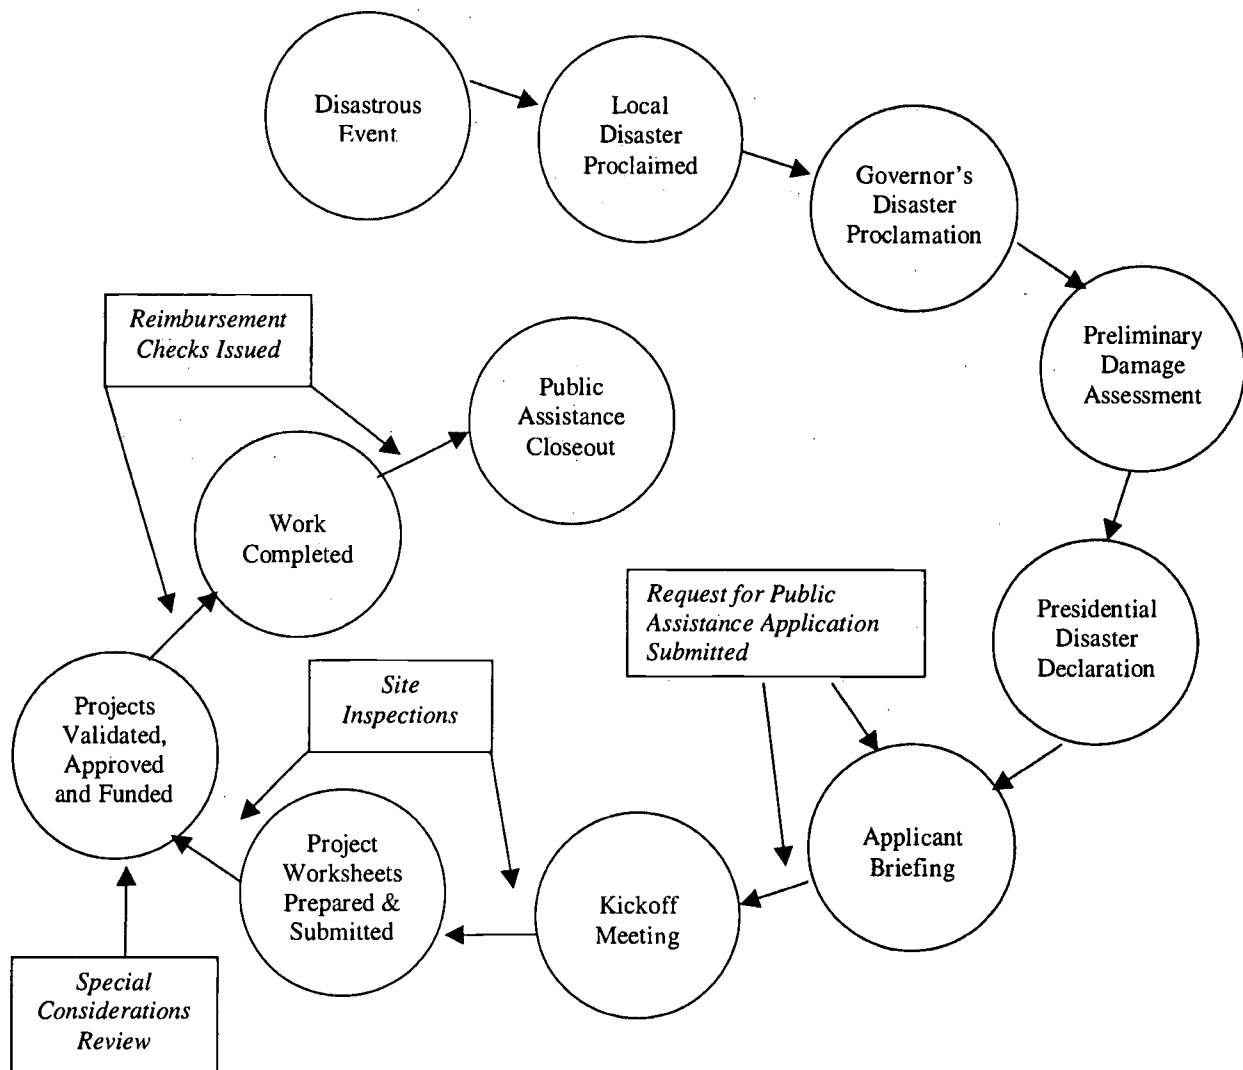 Disastrous
Event
Local
Disaster
Proclaimed
Governor's
Disaster
Proclamation
Preliminary
Damage
Assessment
Presidential
Disaster
Declaration
Request for Public
Assistance Application
Submitted
Applicant
Briefing
Kickoff
Meeting
Site
Inspections
Project
Worksheets
Prepared &
Submitted
Special
Considerations
Review
Projects
Validated,
Approved
and Funded
Reimbursement
Checks Issued
Work
Completed
Public
Assistance
Closeout